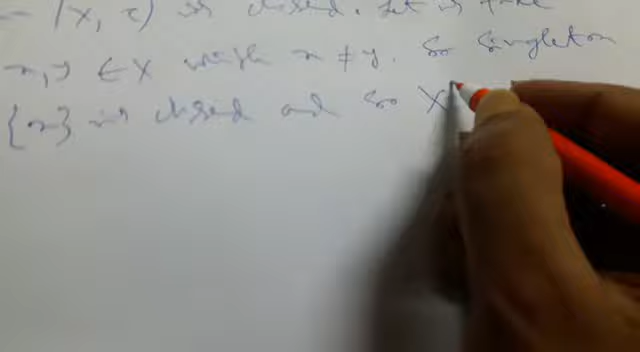 (X, τ) is closed. Let us take
x, y ∈ X with x ≠ y. So Singleton
{x} is closed and so X